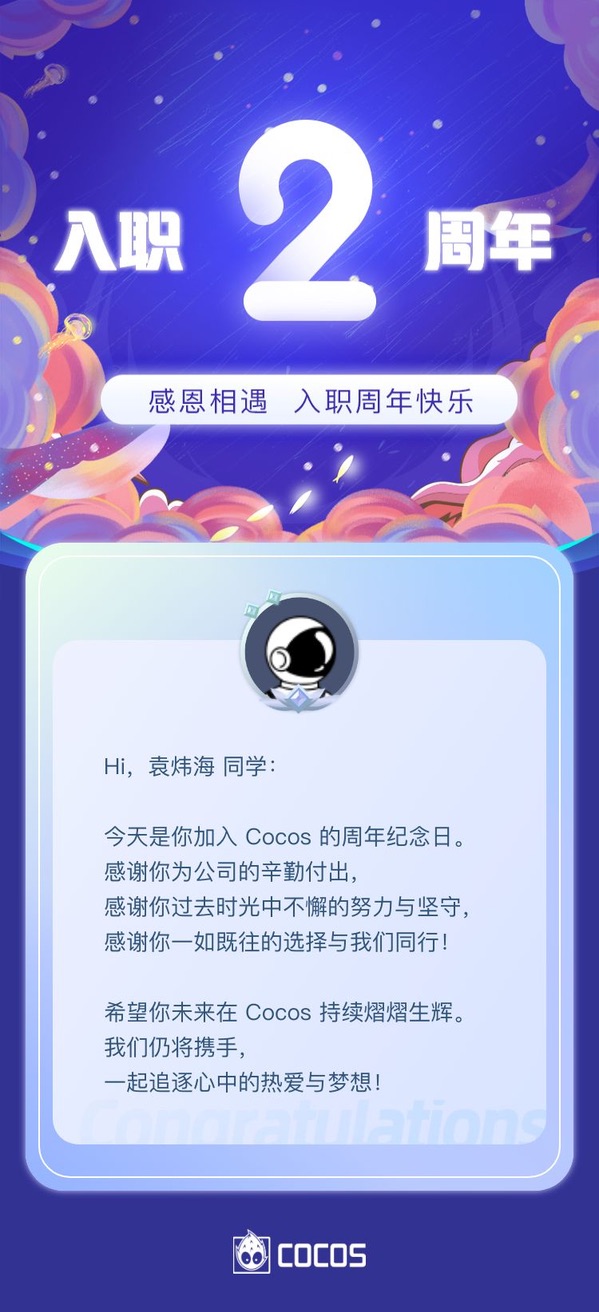 入职 2 周年
感恩相遇 入职周年快乐
Hi，袁炜海 同学：
今天是你加入 Cocos 的周年纪念日。
感谢你为公司的辛勤付出，
感谢你过去时光中不懈的努力与坚守，
感谢你一如既往的选择与我们同行！
希望你未来在 Cocos 持续熠熠生辉。
我们仍将携手，
一起追逐心中的热爱与梦想！
Congratulations
COCOS